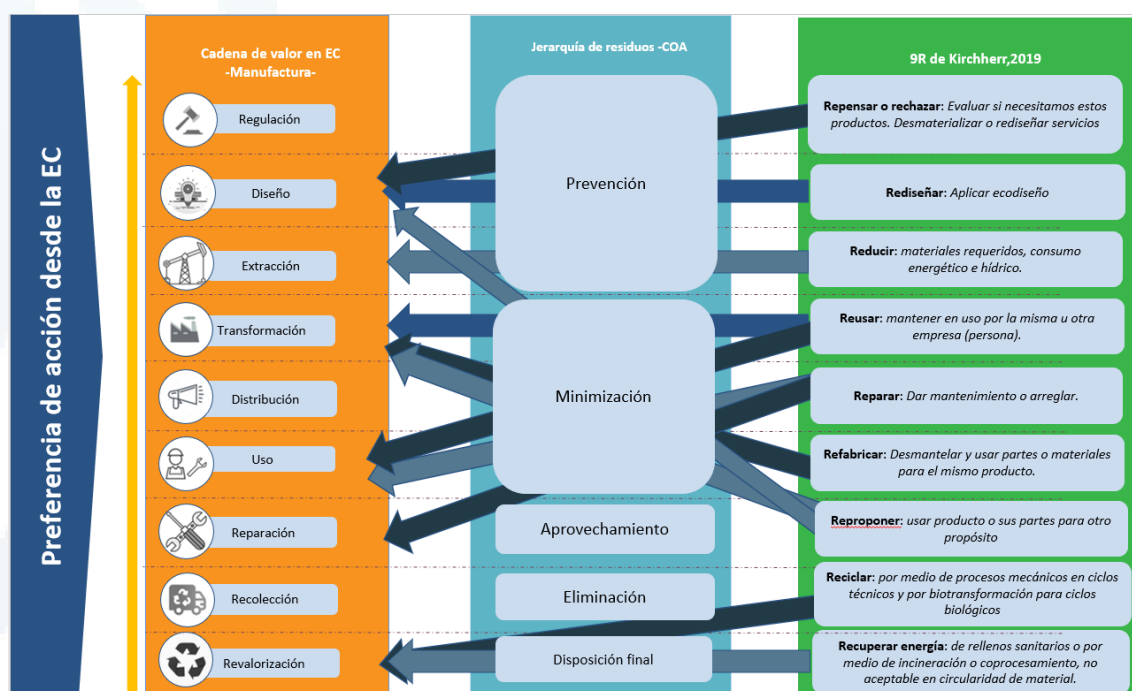 Preferencia de acción desde la EC
Cadena de valor en EC
-Manufactura-
Regulación
Diseño
Extracción
Transformación
Distribución
Uso
Reparación
Recolección
Revalorización
Jerarquía de residuos -COA
Prevención
Minimización
Aprovechamiento
Eliminación
Disposición final
9R de Kirchherr,2019
Repensar o rechazar: Evaluar si necesitamos estos
productos. Desmaterializar o rediseñar servicios
Rediseñar: Aplicar ecodiseño
Reducir: materiales requeridos, consumo
energético e hídrico.
Reusar: mantener en uso por la misma u otra
empresa (persona).
Reparar: Dar mantenimiento o arreglar.
Refabricar: Desmantelar y usar partes o materiales
para el mismo producto.
Reproponer: usar producto o sus partes para otro
propósito
Reciclar: por medio de procesos mecánicos en ciclos
técnicos y por biotransformación para ciclos
biológicos
Recuperar energía: de rellenos sanitarios o por
medio de incineración o coprocesamiento, no
aceptable en circularidad de material.